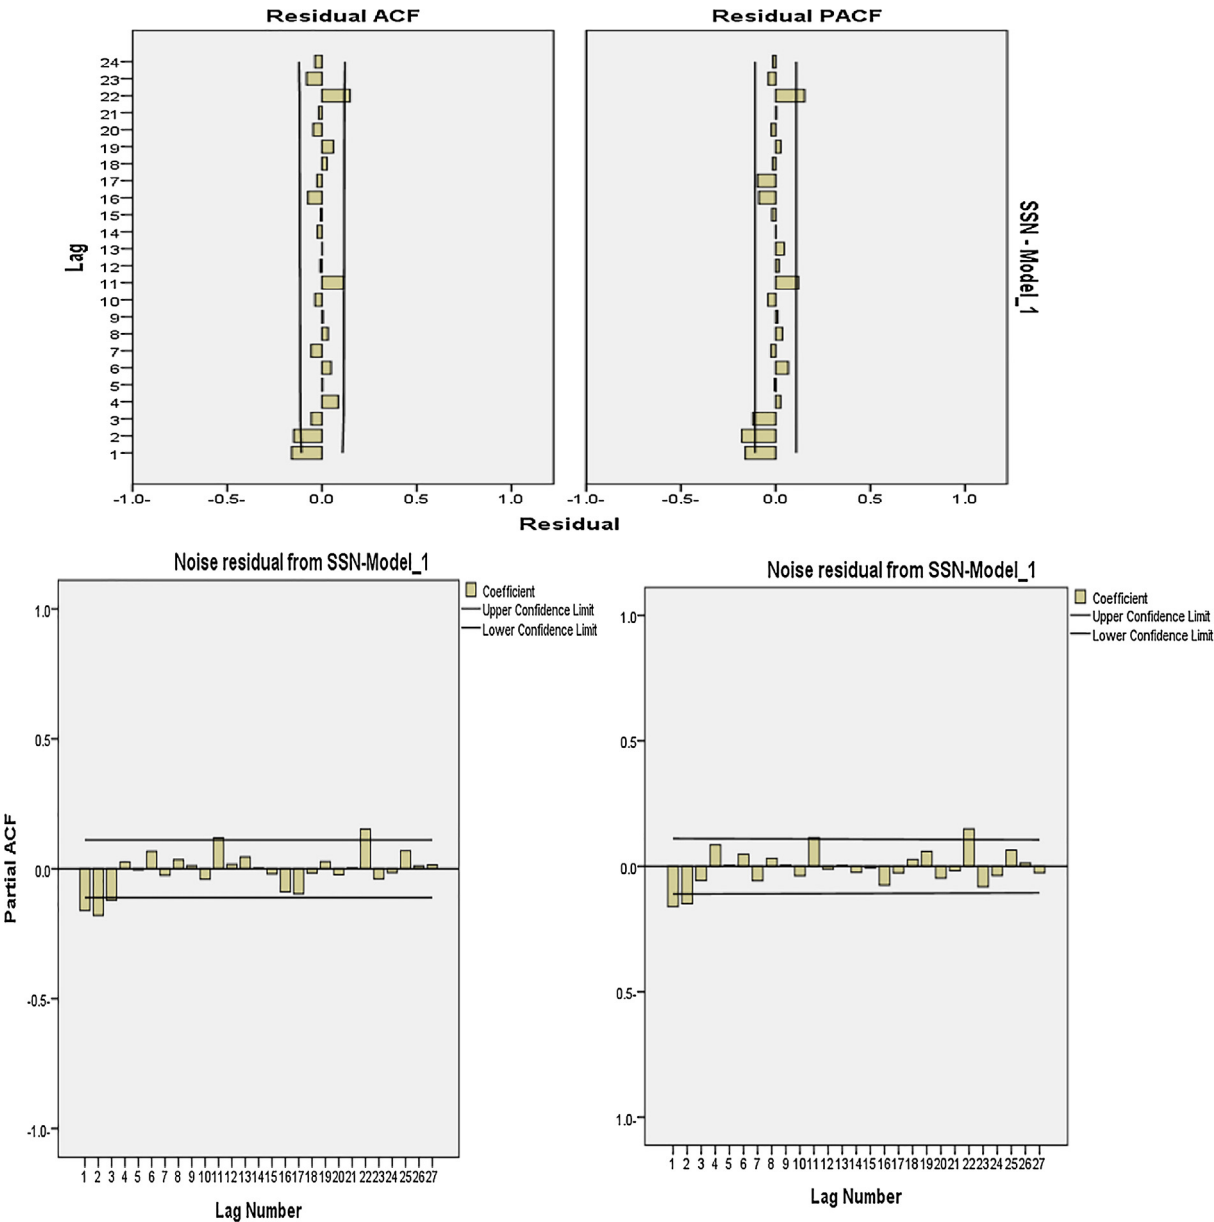 Residual ACF
Residual PACF
24
23
22
21
20
19
18
17
16
15
14
13
12
11
10
9
8
7
6
5
4
3
2
1
Lag
SSN - Model_1
-1.0- -0.5- 0.0 0.5 1.0
-1.0- -0.5- 0.0 0.5 1.0
Residual
Noise residual from SSN-Model_1
Coefficient
Upper Confidence Limit
Lower Confidence Limit
1.0
0.5
0.0
-0.5-
-1.0-
Partial ACF
1 2 3 4 5 6 7 8 9 10 11 12 13 14 15 16 17 18 19 20 21 22 23 24 25 26 27
Lag Number
Noise residual from SSN-Model_1
Coefficient
Upper Confidence Limit
Lower Confidence Limit
1.0
0.5
0.0
0.5-
1.0-
1 2 3 4 5 6 7 8 9 10 11 12 13 14 15 16 17 18 19 20 21 22 23 24 25 26 27
Lag Number